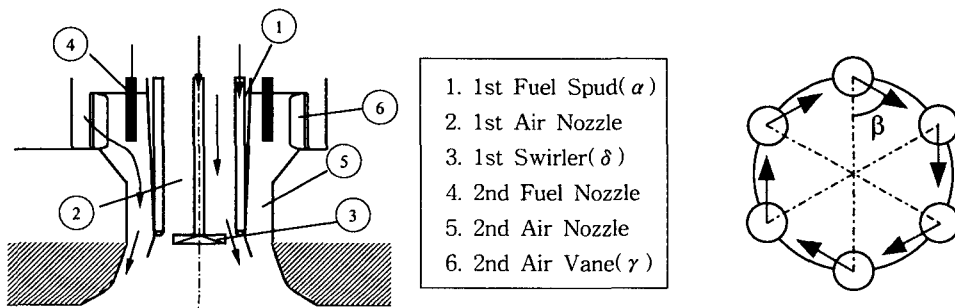 4
1
6
5
2
3
1. 1st Fuel Spud(α)
2. 1st Air Nozzle
3. 1st Swirler(δ)
4. 2nd Fuel Nozzle
5. 2nd Air Nozzle
6. 2nd Air Vane(γ)
β